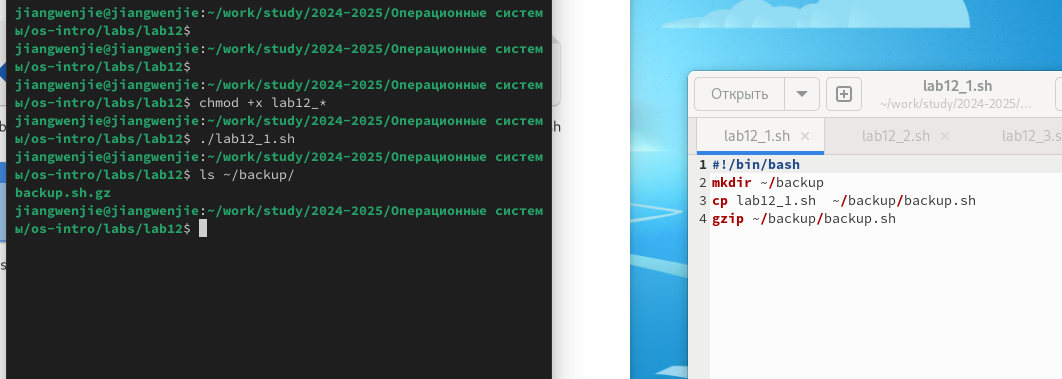 jiangwenjie@jiangwenjie:~/work/study/2024-2025/Операционные систем
ы/os-intro/labs/lab12$
jiangwenjie@jiangwenjie:~/work/study/2024-2025/Операционные систем
ы/os-intro/labs/lab12$
jiangwenjie@jiangwenjie:~/work/study/2024-2025/Операционные систем
ы/os-intro/labs/lab12$ chmod +x lab12_*
jiangwenjie@jiangwenjie:~/work/study/2024-2025/Операционные систем
ы/os-intro/labs/lab12$ ./lab12_1.sh
jiangwenjie@jiangwenjie:~/work/study/2024-2025/Операционные систем
ы/os-intro/labs/lab12$ ls ~/backup/
backup.sh.gz
jiangwenjie@jiangwenjie:~/work/study/2024-2025/Операционные систем
ы/os-intro/labs/lab12$
Открыть
lab12_1.sh
~/work/study/2024-2025/...
lab12_1.sh × lab12_2.sh × lab12_3.s
1 #!/bin/bash
2 mkdir ~/backup
3 cp lab12_1.sh  ~/backup/backup.sh
4 gzip ~/backup/backup.sh